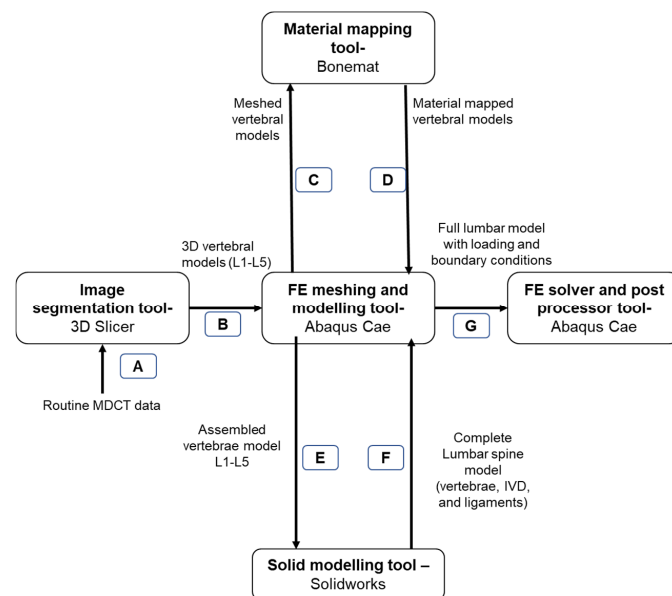 Material mapping
tool-
Bonemat
Meshed
vertebral
models
Material mapped
vertebral models
C
D
3D vertebral
models (L1-L5)
Full lumbar model
with loading and
boundary conditions
Image
segmentation tool-
3D Slicer
B
FE meshing and
modelling tool-
Abaqus Cae
G
FE solver and post
processor tool-
Abaqus Cae
A
Routine MDCT data
Assembled
vertebrae model
L1-L5
E
F
Complete
Lumbar spine
model
(vertebrae, IVD,
and ligaments)
Solid modelling tool –
Solidworks